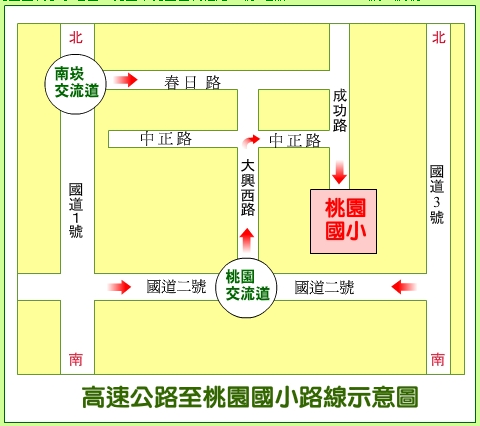 北
北
南崁
交流道
春日路
成功路
中正路
中正路
大興西路
國道1號
國道3號
桃園
國小
國道二號
桃園
交流道
國道二號
南
南
高速公路至桃園國小路線示意圖